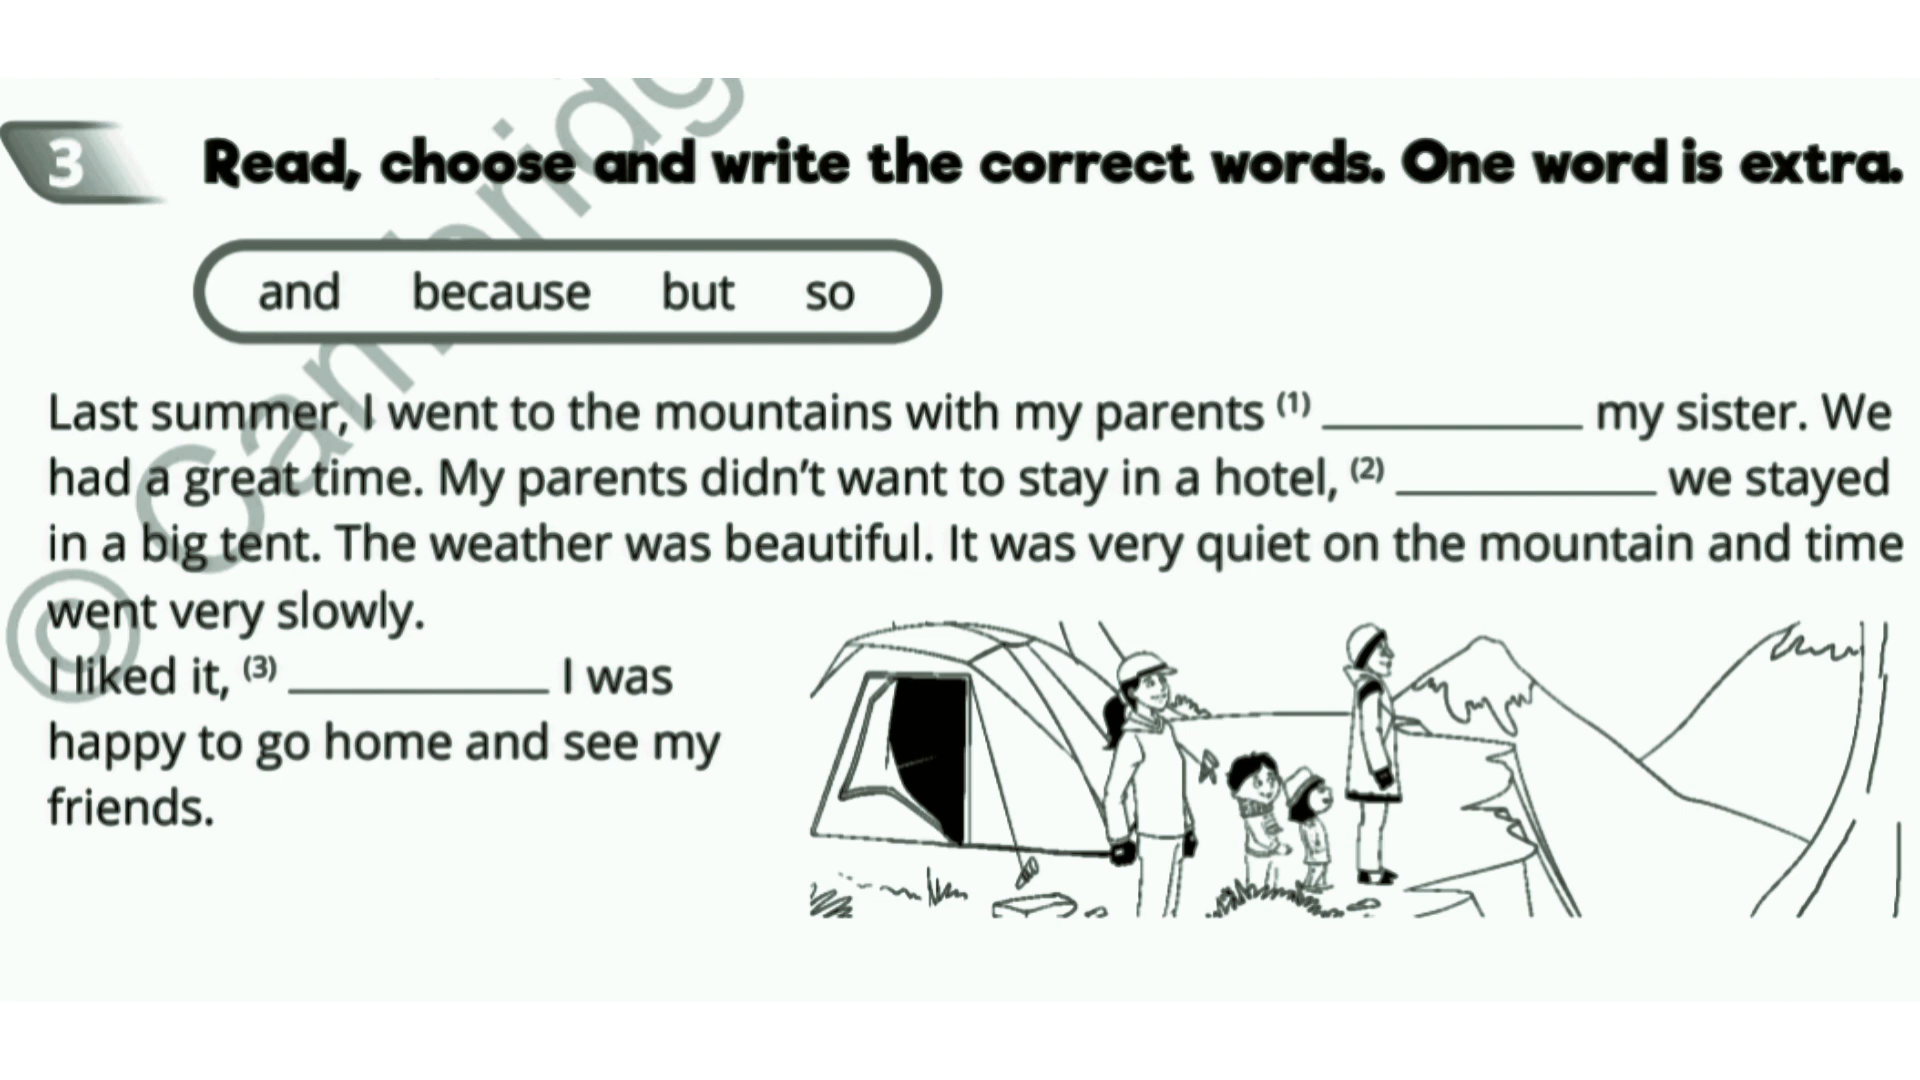 3 Read, choose and write the correct words. One word is extra.
and because but so
Last summer, I went to the mountains with my parents (1) __________ my sister. We
had a great time. My parents didn't want to stay in a hotel, (2) __________ we stayed
in a big tent. The weather was beautiful. It was very quiet on the mountain and time
went very slowly.
I liked it, (3) __________ I was
happy to go home and see my
friends.